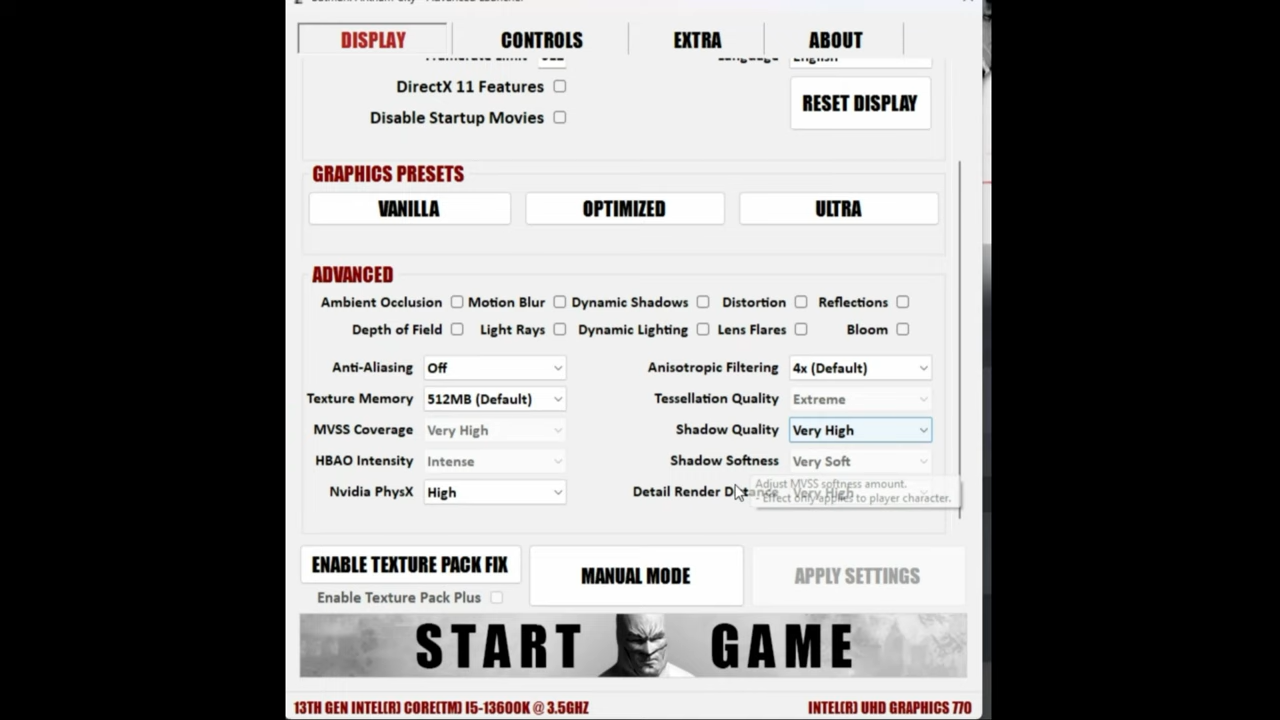 DISPLAY CONTROLS EXTRA ABOUT
DirectX 11 Features
Disable Startup Movies
RESET DISPLAY
GRAPHICS PRESETS
VANILLA OPTIMIZED ULTRA
ADVANCED
Ambient Occlusion Motion Blur Dynamic Shadows Distortion Reflections
Depth of Field Light Rays Dynamic Lighting Lens Flares Bloom
Anti-Aliasing Off Anisotropic Filtering 4x (Default)
Texture Memory 512MB (Default) Tessellation Quality Extreme
MVSS Coverage Very High Shadow Quality Very High
HBAO Intensity Intense Shadow Softness Very Soft
Nvidia PhysX High Detail Render Distance Very High
Adjust MVSS softness amount.
- Effect only applies to player character.
ENABLE TEXTURE PACK FIX
Enable Texture Pack Plus
MANUAL MODE
APPLY SETTINGS
START GAME
13TH GEN INTEL(R) CORE(TM) I5-13600K @ 3.5GHZ INTEL(R) UHD GRAPHICS 770